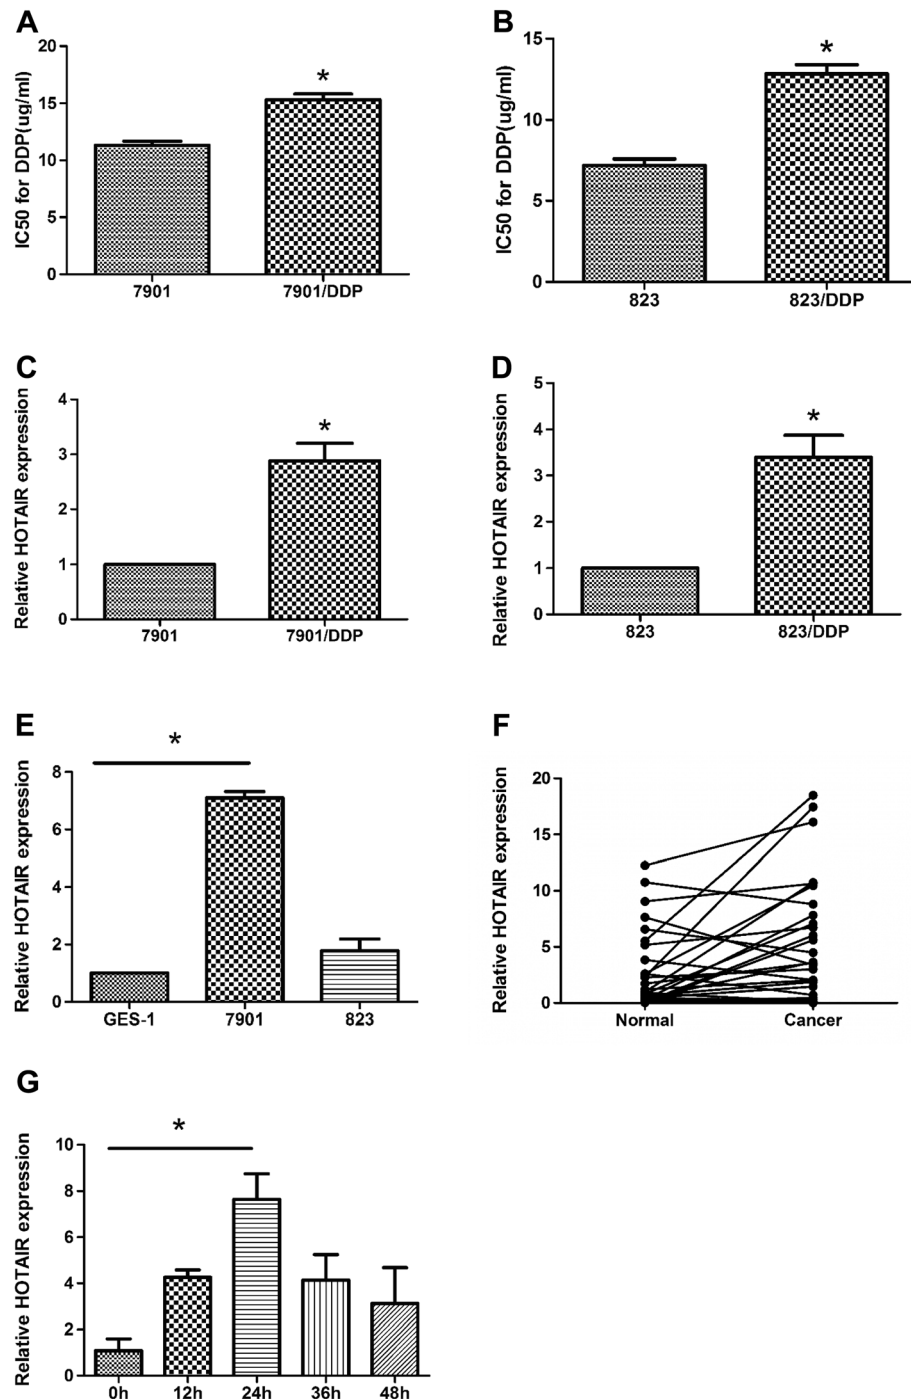 A
IC50 for DDP(ug/ml)
20
15
10
5
0
*
7901
7901/DDP
B
IC50 for DDP(ug/ml)
15
10
5
0
*
823
823/DDP
C
Relative HOTAIR expression
4
3
2
1
0
*
7901
7901/DDP
D
Relative HOTAIR expression
5
4
3
2
1
0
*
823
823/DDP
E
Relative HOTAIR expression
8
6
4
2
0
*
GES-1
7901
823
F
Relative HOTAIR expression
20
15
10
5
0
Normal
Cancer
G
Relative HOTAIR expression
10
8
6
4
2
0
*
0h
12h
24h
36h
48h